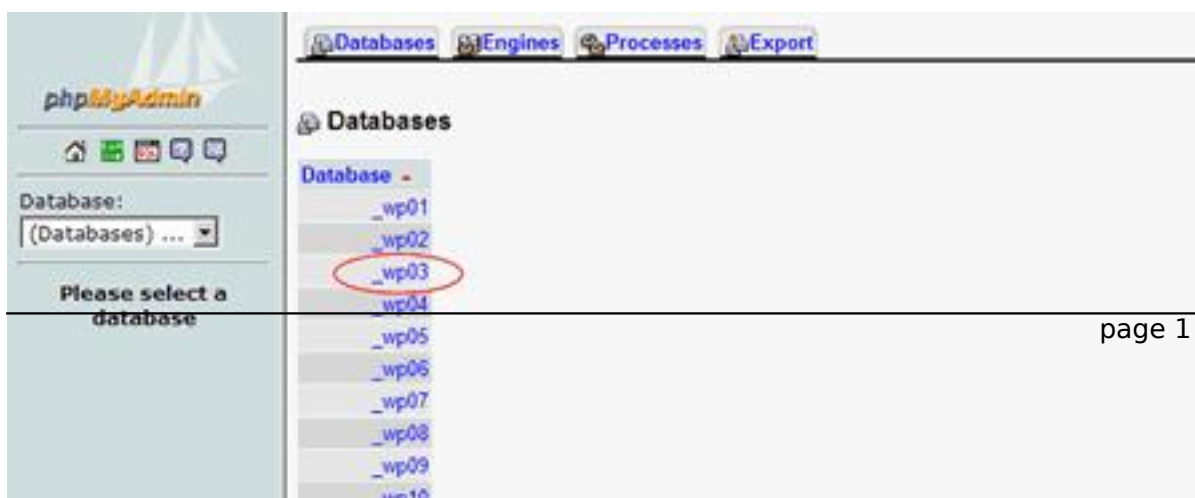 phpMyAdmin
Database:
(Databases) ...
Please select a
database
Databases Engines Processes Export
Databases
Database
_wp01
_wp02
_wp03
_wp04
_wp05
_wp06
_wp07
_wp08
_wp09
_wp10
page 1